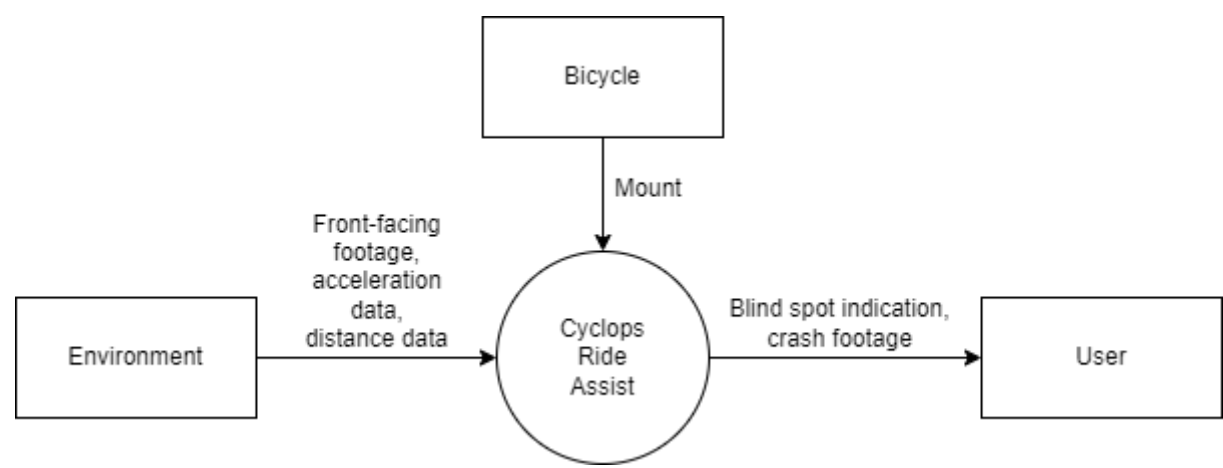 Bicycle
Mount
Front-facing
footage,
acceleration
data,
distance data
Environment
Cyclops
Ride
Assist
Blind spot indication,
crash footage
User